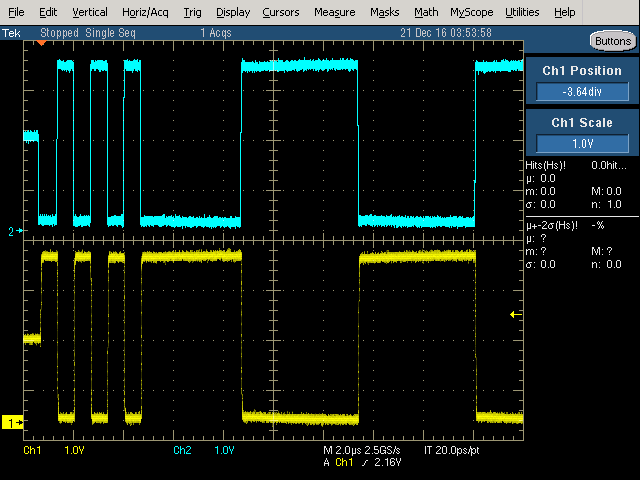 File Edit Vertical Horiz/Acq Trig Display Cursors Measure Masks Math MyScope Utilities Help
Tek Stopped Single Seq 1 Acqs 21 Dec 16 03:53:58
Buttons
Ch1 Position
-3.64div
Ch1 Scale
1.0V
Hits(Hs)! 0.0hit...
µ: 0.0
m: 0.0 M: 0.0
σ: 0.0 n: 1.0
µ+-2σ(Hs)! -%
µ: ?
m: ? M: ?
σ: 0.0 n: 0.0
2
1
Ch1 1.0V Ch2 1.0V M 2.0µs 2.5GS/s IT 20.0ps/pt
A Ch1 ∕ 2.16V